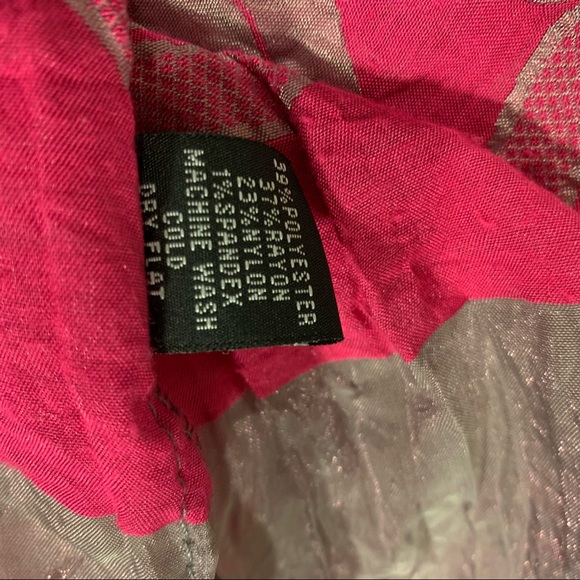 39%POLYESTER
37%RAYON
23%NYLON
1%SPANDEX
MACHINE WASH
COLD
DRY FLAT